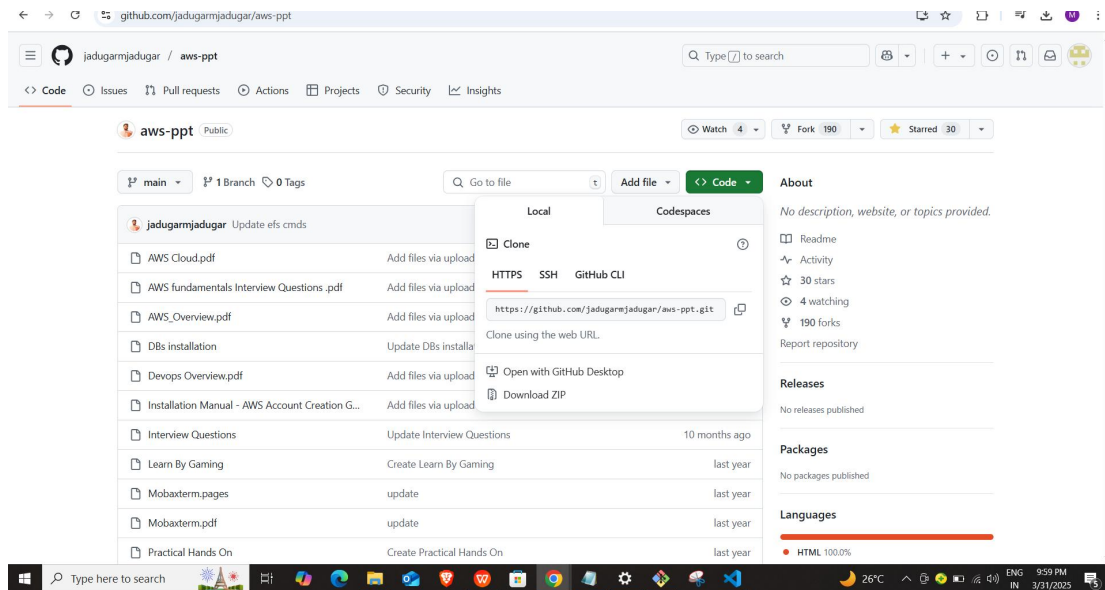 github.com/jadugarmjadugar/aws-ppt
M
jadugarmjadugar / aws-ppt
Type / to search
Code Issues Pull requests Actions Projects Security Insights
aws-ppt Public
Watch 4 Fork 190 Starred 30
main 1 Branch 0 Tags
Go to file t
Add file
<> Code
About
Local Codespaces
Clone
HTTPS SSH GitHub CLI
https://github.com/jadugarmjadugar/aws-ppt.git
Clone using the web URL.
Open with GitHub Desktop
Download ZIP
jadugarmjadugar Update efs cmds
AWS Cloud.pdf Add files via upload
AWS fundamentals Interview Questions .pdf Add files via upload
AWS_Overview.pdf Add files via upload
DBs installation Update DBs installa
Devops Overview.pdf Add files via upload
Installation Manual - AWS Account Creation G... Add files via upload
Interview Questions Update Interview Questions 10 months ago
Learn By Gaming Create Learn By Gaming last year
Mobaxterm.pages update last year
Mobaxterm.pdf update last year
Practical Hands On Create Practical Hands On last year
No description, website, or topics provided.
Readme
Activity
30 stars
4 watching
190 forks
Report repository
Releases
No releases published
Packages
No packages published
Languages
HTML 100.0%
Type here to search
26°C
ENG 9:59 PM
IN 3/31/2025
5